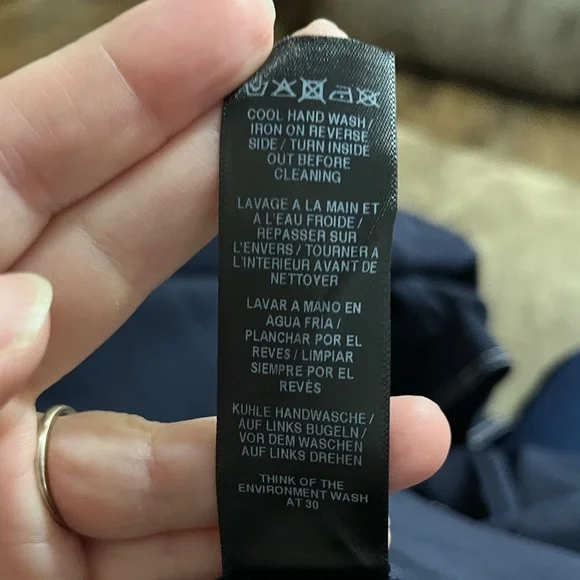 COOL HAND WASH /
IRON ON REVERSE
SIDE / TURN INSIDE
OUT BEFORE
CLEANING
LAVAGE A LA MAIN ET
A L'EAU FROIDE /
REPASSER SUR
L'ENVERS / TOURNER A
L'INTERIEUR AVANT DE
NETTOYER
LAVAR A MANO EN
AGUA FRÍA /
PLANCHAR POR EL
REVES / LIMPIAR
SIEMPRE POR EL
REVÉS
KUHLE HANDWASCHE /
AUF LINKS BUGELN /
VOR DEM WASCHEN
AUF LINKS DREHEN
THINK OF THE
ENVIRONMENT WASH
AT 30